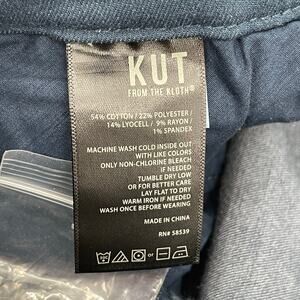 KUT
FROM THE KLOTH®
54% COTTON / 22% POLYESTER /
14% LYOCELL / 9% RAYON /
1% SPANDEX
MACHINE WASH COLD INSIDE OUT
WITH LIKE COLORS
ONLY NON-CHLORINE BLEACH
IF NEEDED
TUMBLE DRY LOW
OR FOR BETTER CARE
LAY FLAT TO DRY
WARM IRON IF NEEDED
WASH ONCE BEFORE WEARING
MADE IN CHINA
RN# 58539
or